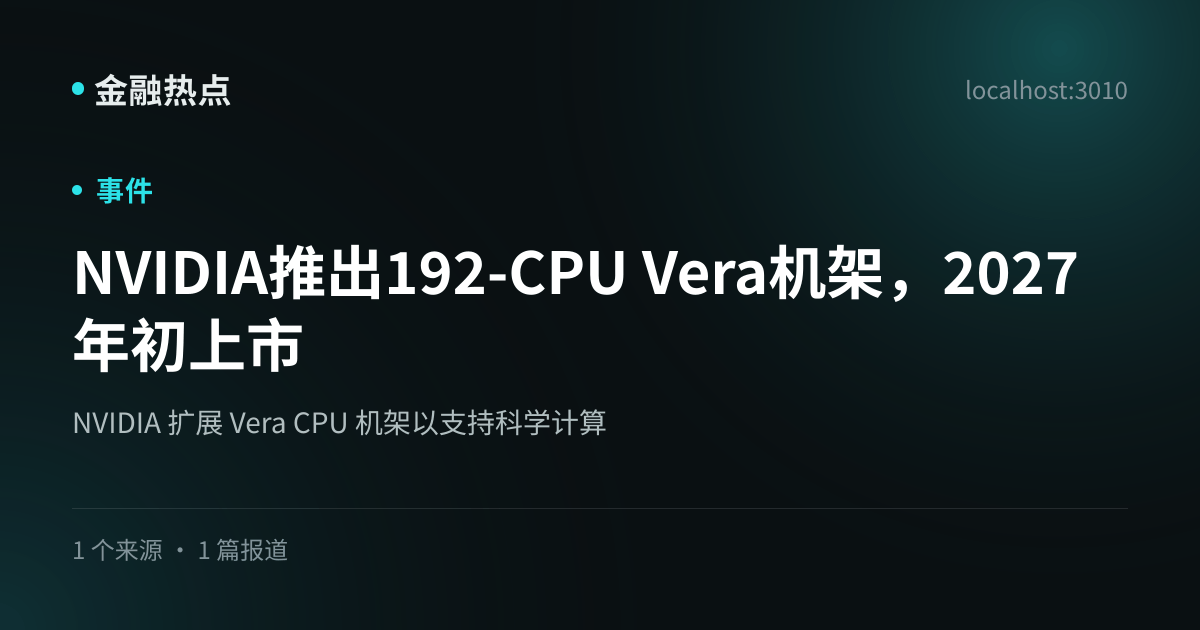 金融热点
localhost:3010
事件
NVIDIA推出192-CPU Vera机架，2027
年初上市
NVIDIA 扩展 Vera CPU 机架以支持科学计算
1 个来源 · 1 篇报道